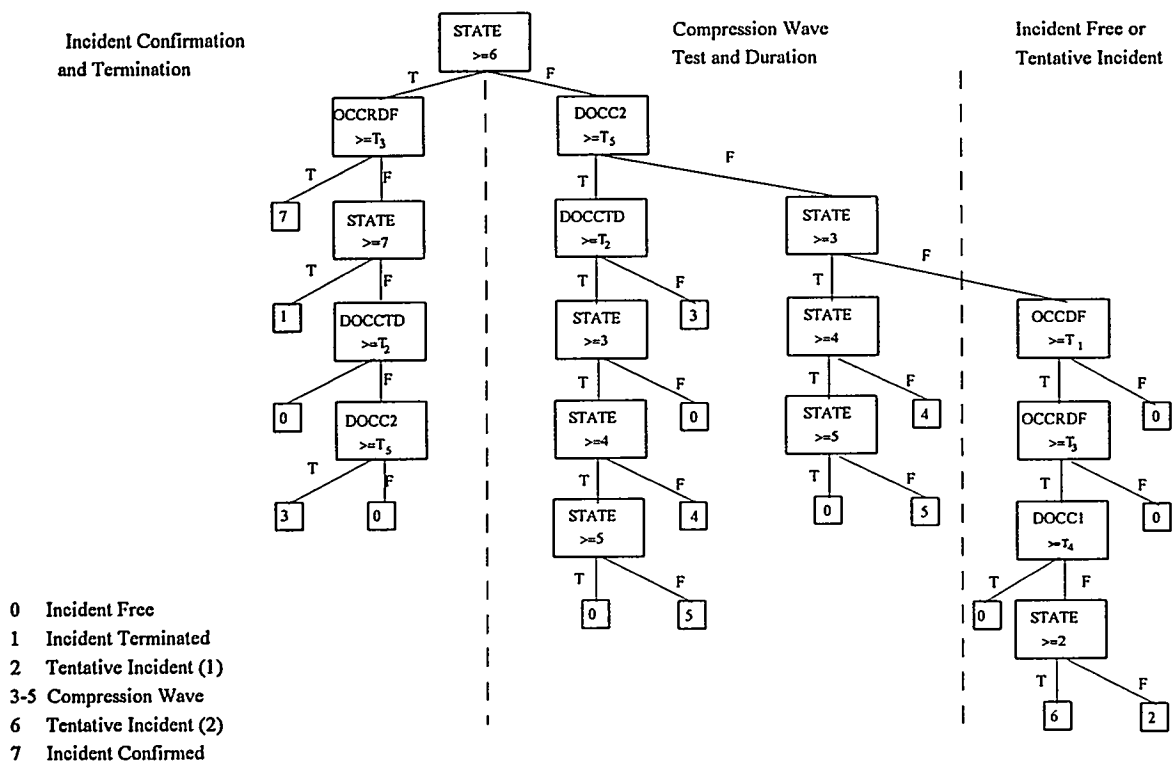 Incident Confirmation
and Termination
Compression Wave
Test and Duration
Incident Free or
Tentative Incident
STATE
>=6
T
F
OCCRDF
>=T3
DOCC2
>=T5
T
F
T
F
7
STATE
>=7
DOCCTD
>=T2
STATE
>=3
T
F
T
F
T
F
1
DOCCTD
>=T2
STATE
>=3
3
STATE
>=4
OCCDF
>=T1
F
T
F
T
F
T
F
0
DOCC2
>=T5
STATE
>=4
0
STATE
>=5
4
OCCRDF
>=T3
0
T
F
T
F
T
F
T
F
3
0
STATE
>=5
4
0
5
DOCC1
>=T4
0
T
F
T
F
0
5
0
STATE
>=2
T
F
6
2
0 Incident Free
1 Incident Terminated
2 Tentative Incident (1)
3-5 Compression Wave
6 Tentative Incident (2)
7 Incident Confirmed